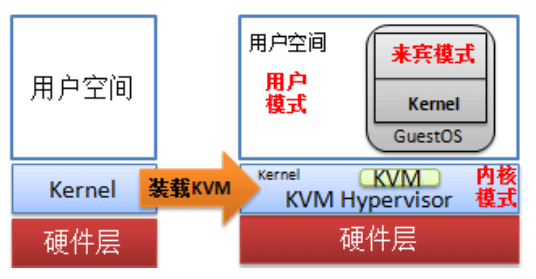 用户空间
Kernel
硬件层
装载KVM
用户空间
用户
模式
来宾模式
Kernel
GuestOS
Kernel
KVM
KVM Hypervisor
内核
模式
硬件层